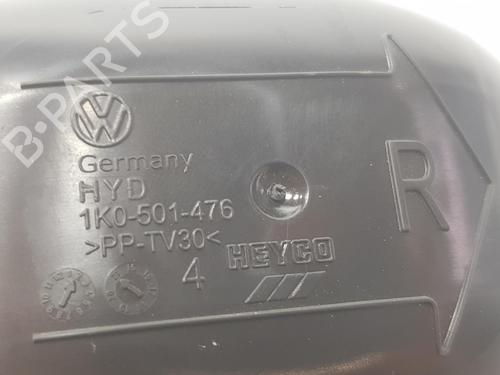 B-PARTS
VW
Germany
HYD
1K0-501-476
>PP-TV30<
4
HEYCO
R